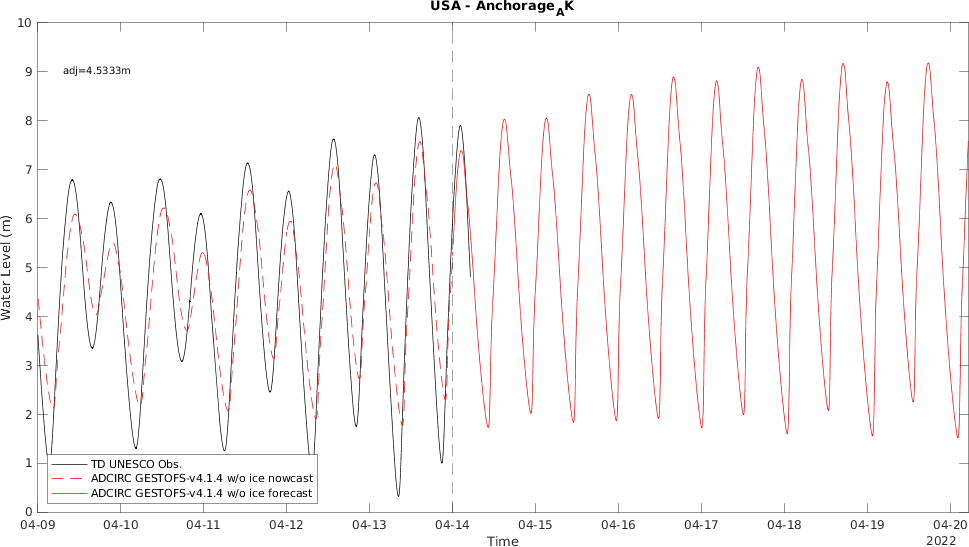 USA - Anchorage_AK
10
9
8
7
6
5
4
3
2
1
0
Water Level (m)
adj=4.5333m
TD UNESCO Obs.
ADCIRC GESTOFS-v4.1.4 w/o ice nowcast
ADCIRC GESTOFS-v4.1.4 w/o ice forecast
04-09 04-10 04-11 04-12 04-13 04-14 04-15 04-16 04-17 04-18 04-19 04-20
Time
2022